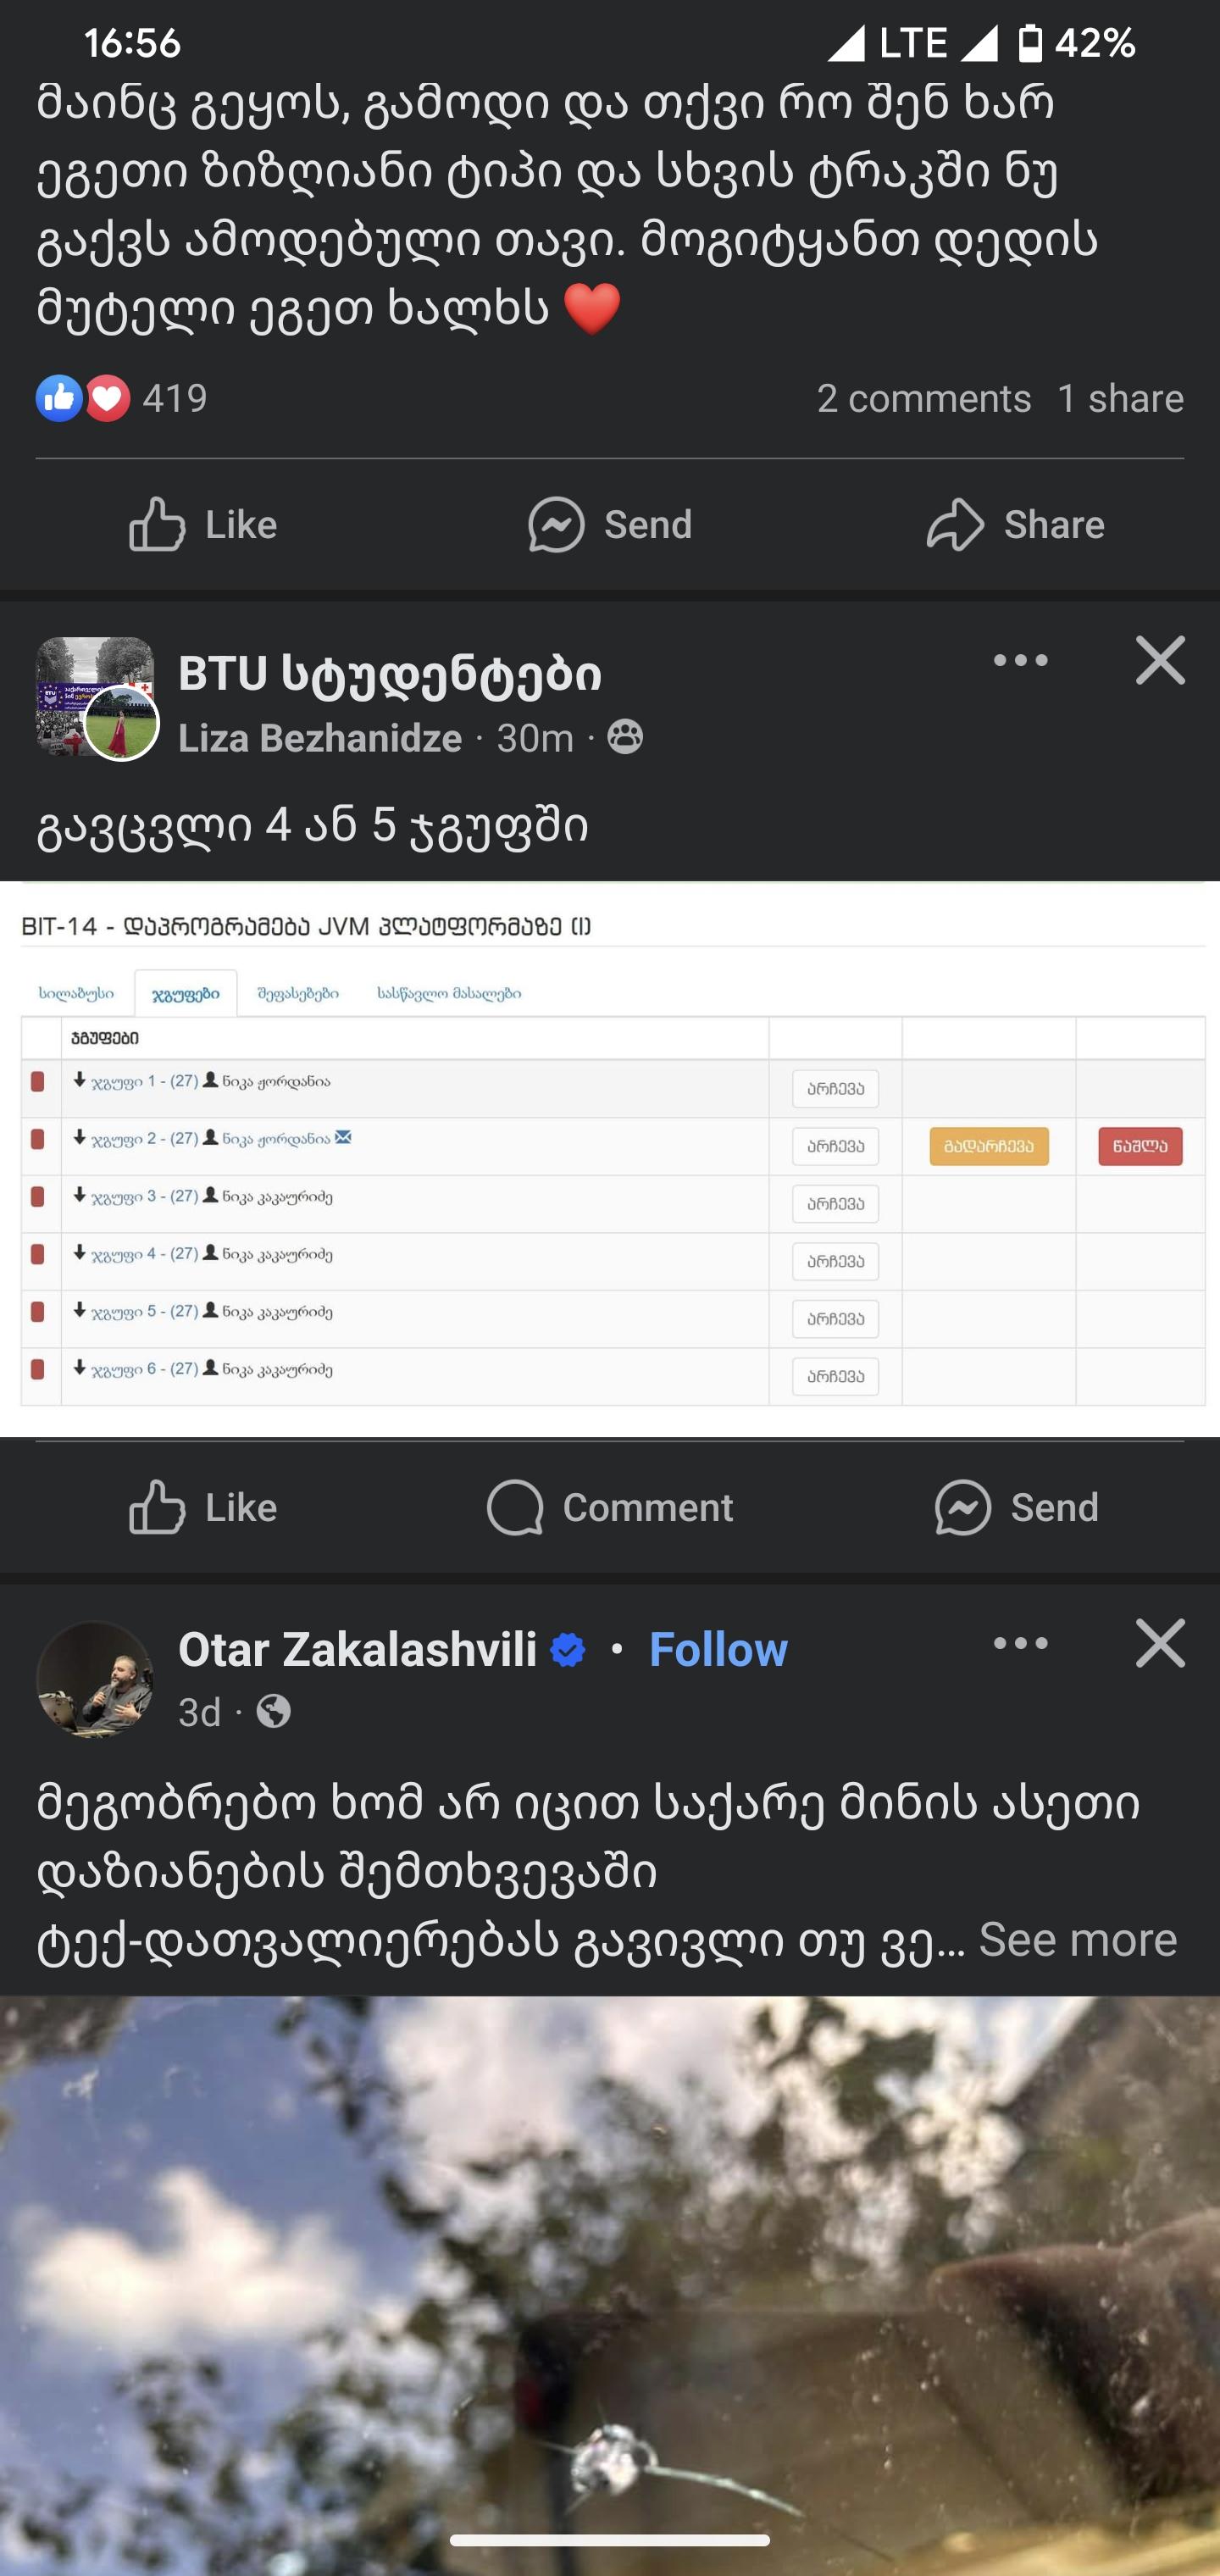 16:56 LTE 42%
მაინც გეყოს, გამოდი და თქვი რო შენ ხარ
ეგეთი ზიზღიანი ტიპი და სხვის ტრაკში ნუ
გაქვს ამოდებული თავი. მოგიტყანთ დედის
მუტელი ეგეთ ხალხს ❤️
419 2 comments 1 share
Like Send Share
BTU სტუდენტები
Liza Bezhanidze · 30m ·
გავცვლი 4 ან 5 ჯგუფში
BIT-14 - დაპროგრამება JVM პლატფორმაზე (I)
სილაბუსი ჯგუფები შეფასებები სასწავლო მასალები
ჯგუფები
ჯგუფი 1 - (27) ნიკა ჟორდანია არჩევა
ჯგუფი 2 - (27) ნიკა ჟორდანია არჩევა გადარჩევა წაშლა
ჯგუფი 3 - (27) ნიკა კაკაურიძე არჩევა
ჯგუფი 4 - (27) ნიკა კაკაურიძე არჩევა
ჯგუფი 5 - (27) ნიკა კაკაურიძე არჩევა
ჯგუფი 6 - (27) ნიკა კაკაურიძე არჩევა
Like Comment Send
Otar Zakalashvili • Follow
3d ·
მეგობრებო ხომ არ იცით საქარე მინის ასეთი
დაზიანების შემთხვევაში
ტექ-დათვალიერებას გავივლი თუ ვე... See more